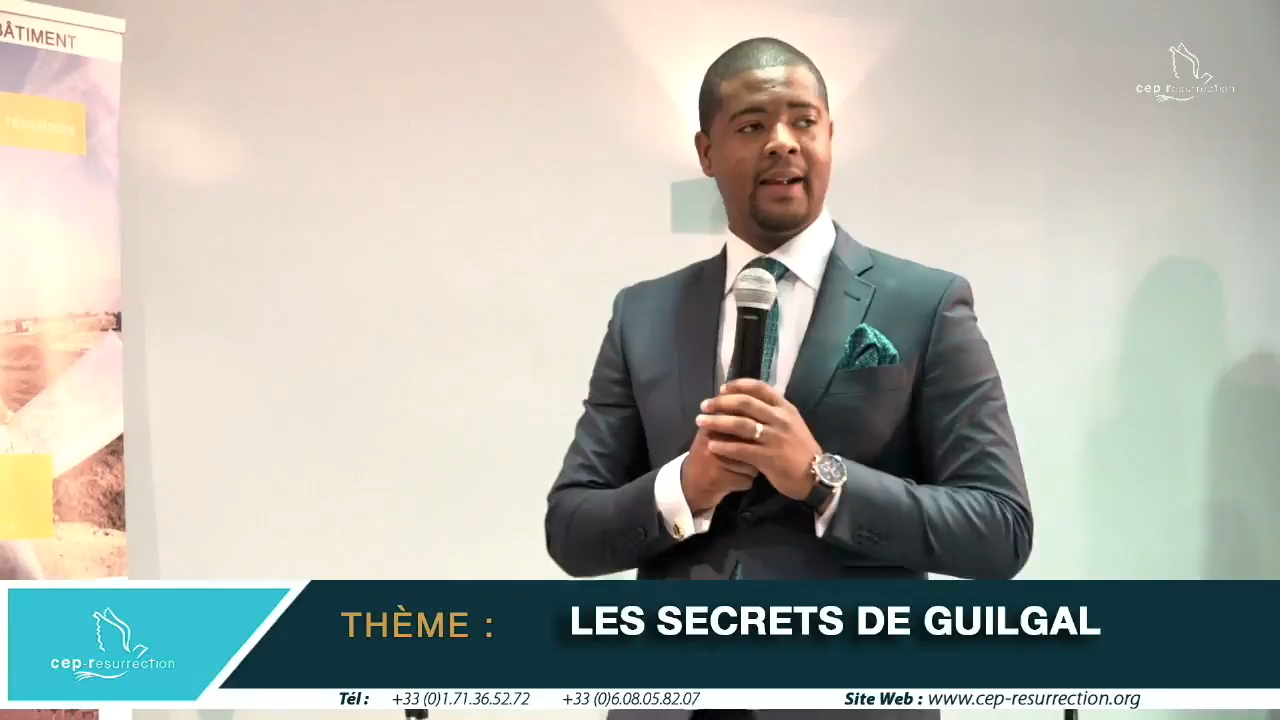 BÂTIMENT
cep-resurrection
THÈME : LES SECRETS DE GUILGAL
cep-resurrection
Tél : +33 (0)1.71.36.52.72 +33 (0)6.08.05.82.07 Site Web : www.cep-resurrection.org